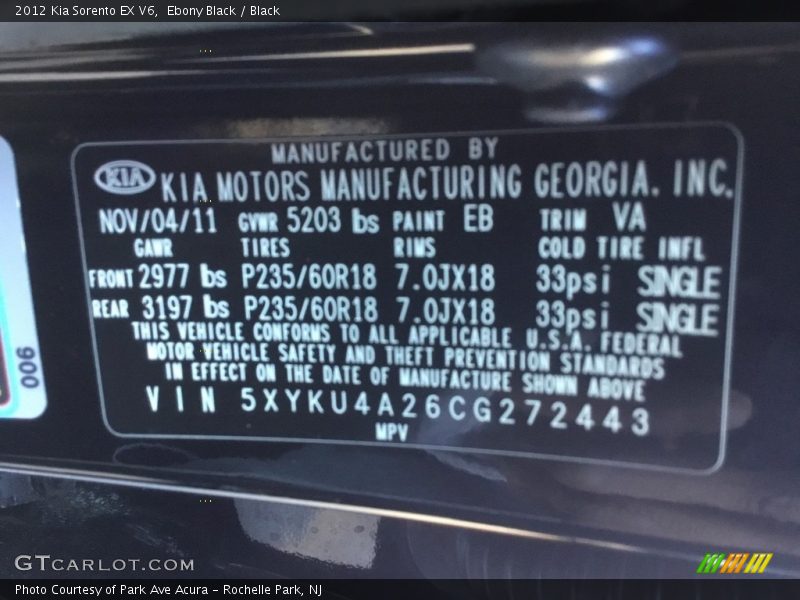 2012 Kia Sorento EX V6,  Ebony Black / Black
MANUFACTURED BY
KIA KIA MOTORS MANUFACTURING GEORGIA. INC.
NOV/04/11 GVWR 5203 lbs PAINT EB TRIM VA
GAWR TIRES RIMS COLD TIRE INFL
FRONT 2977 lbs P235/60R18 7.0JX18 33psi SINGLE
REAR 3197 lbs P235/60R18 7.0JX18 33psi SINGLE
THIS VEHICLE CONFORMS TO ALL APPLICABLE U.S.A. FEDERAL
MOTOR VEHICLE SAFETY AND THEFT PREVENTION STANDARDS
IN EFFECT ON THE DATE OF MANUFACTURE SHOWN ABOVE
VIN 5XYKU4A26CG272443
MPV
006
GTCARLOT.COM
Photo Courtesy of Park Ave Acura - Rochelle Park, NJ